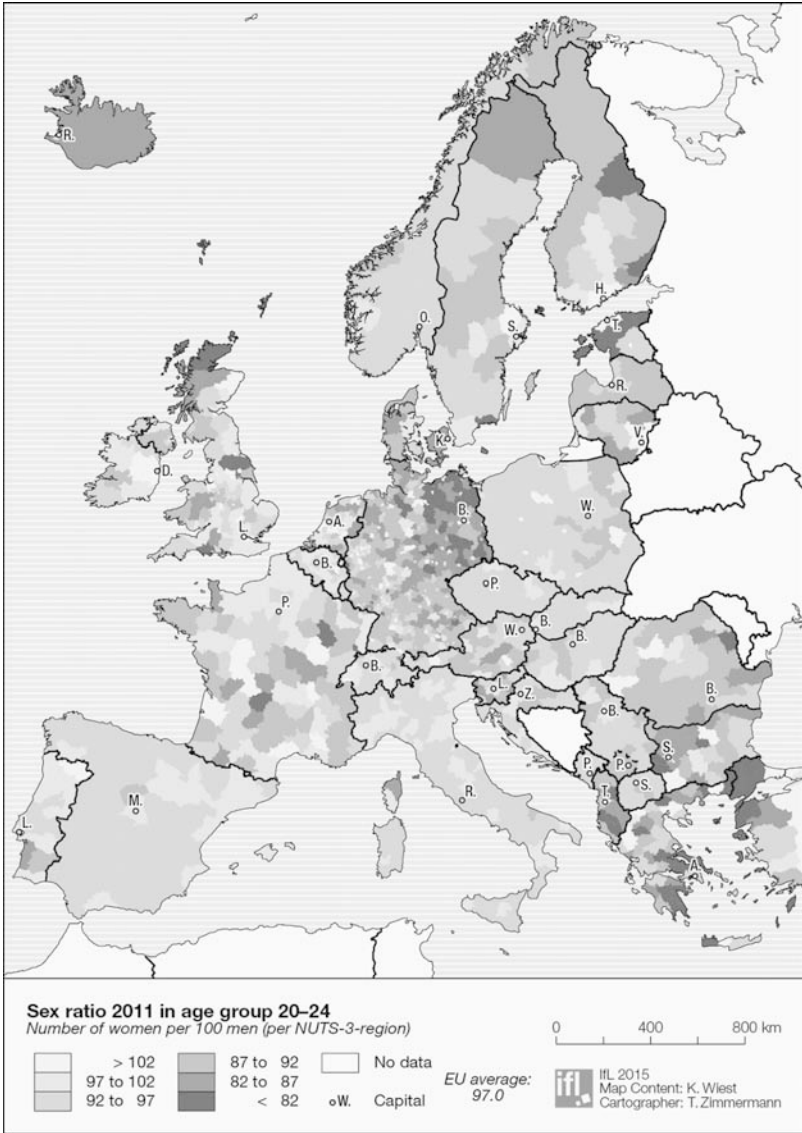 R.
O.
S.
H.
T.
R.
K.
V.
D.
L.
A.
B.
B.
W.
P.
P.
B.
W.
B.
B.
L.
Z.
B.
B.
S.
P.
P.
S.
T.
R.
M.
L.
A.
Sex ratio 2011 in age group 20–24
Number of women per 100 men (per NUTS-3-region)
> 102
97 to 102
92 to 97
87 to 92
82 to 87
< 82
No data
W. Capital
EU average:
97.0
0 400 800 km
ifl
IfL 2015
Map Content: K. Wiest
Cartographer: T. Zimmermann